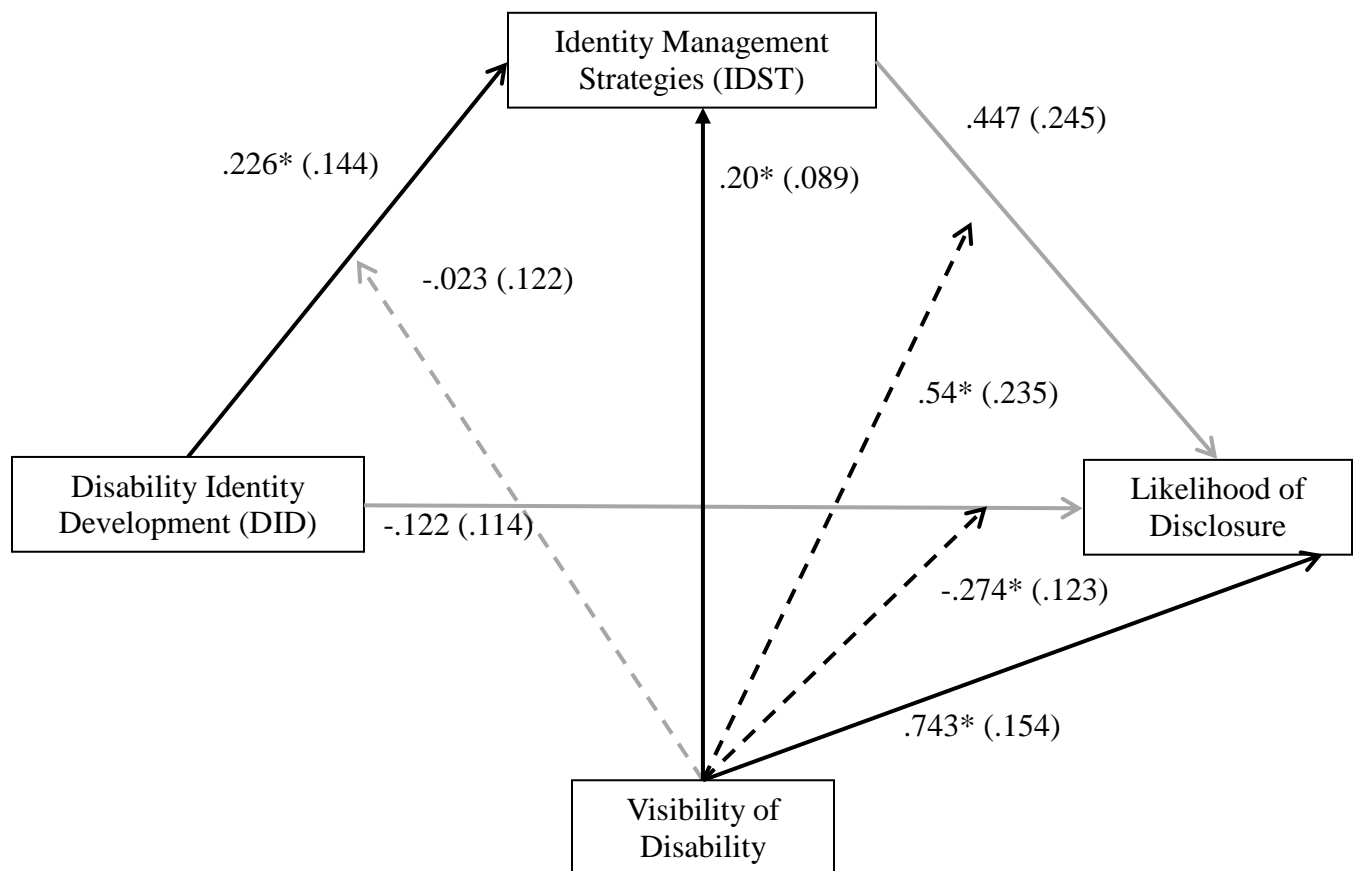 Identity Management
Strategies (IDST)
.447 (.245)
.226* (.144)
.20* (.089)
-.023 (.122)
.54* (.235)
Disability Identity
Development (DID)
-.122 (.114)
Likelihood of
Disclosure
-.274* (.123)
.743* (.154)
Visibility of
Disability